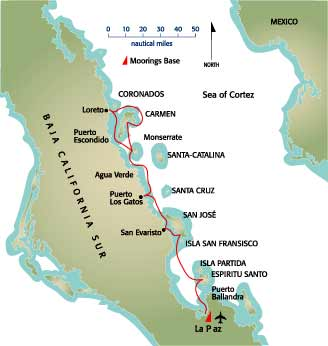 0 10 20 30 40 50
nautical miles
Moorings Base
NORTH
MEXICO
Sea of Cortez
CORONADOS
Loreto
CARMEN
Puerto
Escondido
Monserrate
SANTA-CATALINA
Agua Verde
SANTA CRUZ
Puerto
Los Gatos
SAN JOSÉ
San Evaristo
ISLA SAN FRANSISCO
ISLA PARTIDA
ESPIRITU SANTO
Puerto
Ballandra
La Paz
BAJA CALIFORNIA SUR